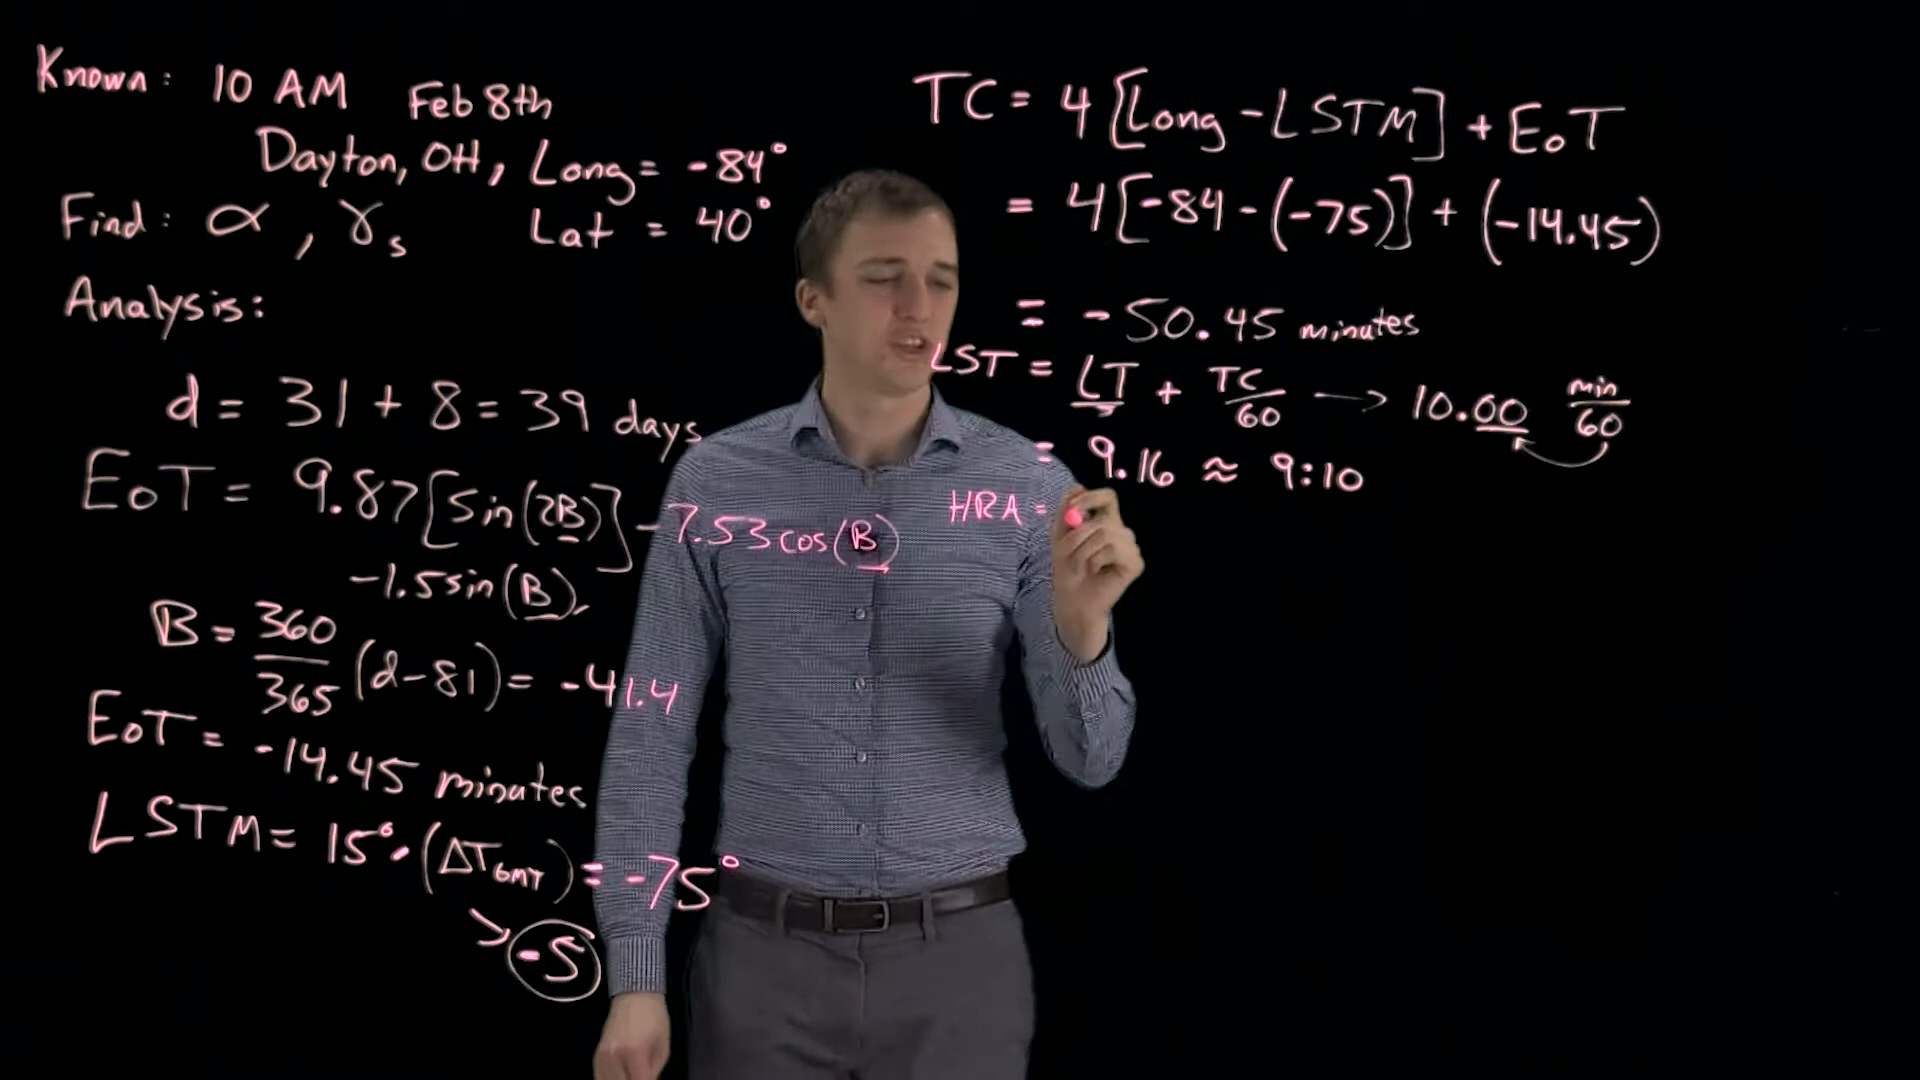 Known: 10 AM Feb 8th
Dayton, OH, Long = -84°
Find: α, γs Lat = 40°
Analysis:
d = 31 + 8 = 39 days
EoT = 9.87[Sin(2B)] - 7.53 cos(B)
-1.5 sin(B)
B = 360/365 (d-81) = -41.4
EoT = -14.45 minutes
LSTM = 15° · (ΔT GMT) = -75°
-5
TC = 4[Long - LSTM] + EoT
= 4[-84 - (-75)] + (-14.45)
= -50.45 minutes
LST = LT + TC/60 → 10.00 min/60
= 9.16 ≈ 9:10
HRA =